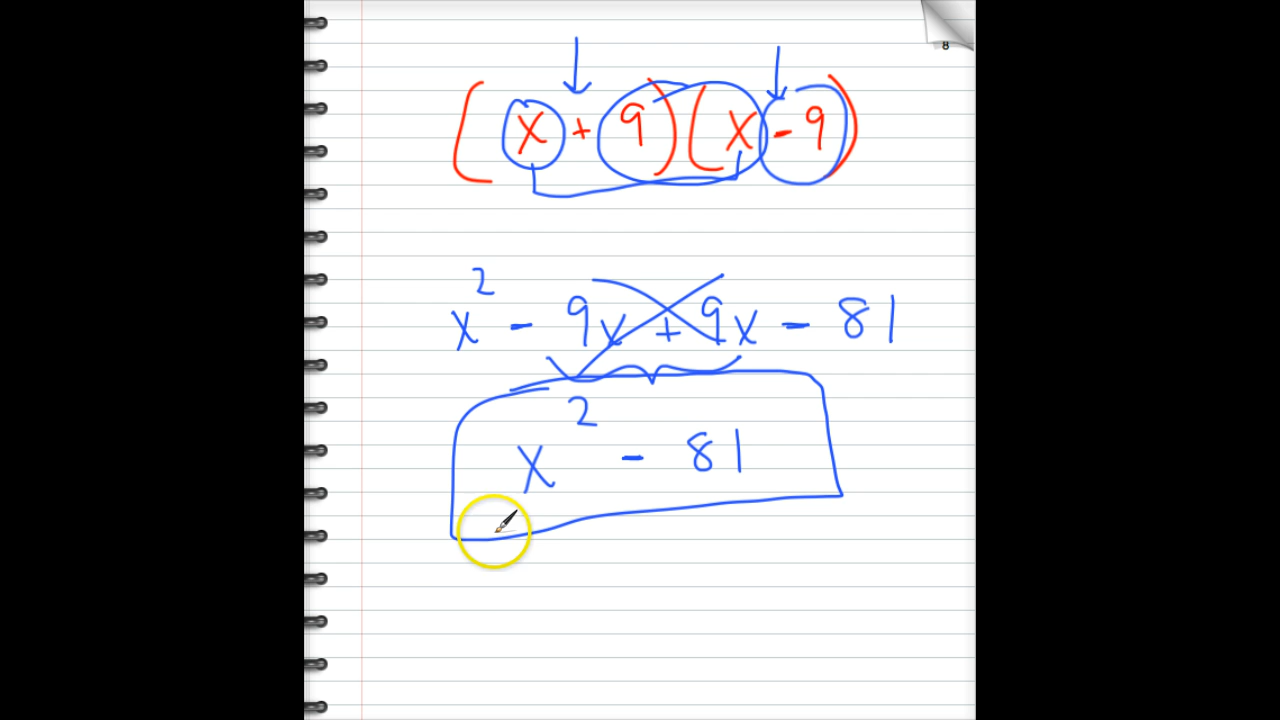 8
(x + 9)(x - 9)
x² - 9x + 9x - 81
x² - 81